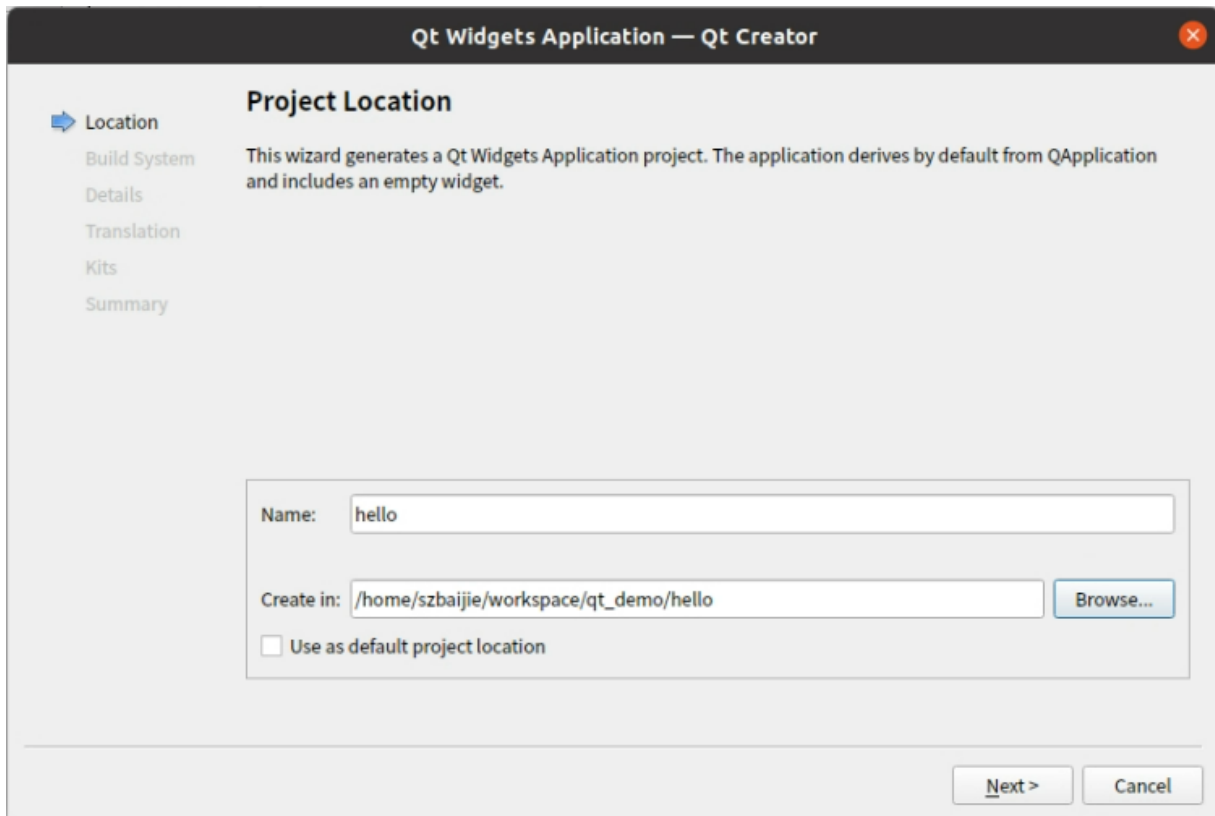 Qt Widgets Application — Qt Creator
Location
Build System
Details
Translation
Kits
Summary
Project Location
This wizard generates a Qt Widgets Application project. The application derives by default from QApplication
and includes an empty widget.
Name: hello
Create in: /home/szbaijie/workspace/qt_demo/hello Browse...
Use as default project location
Next > Cancel